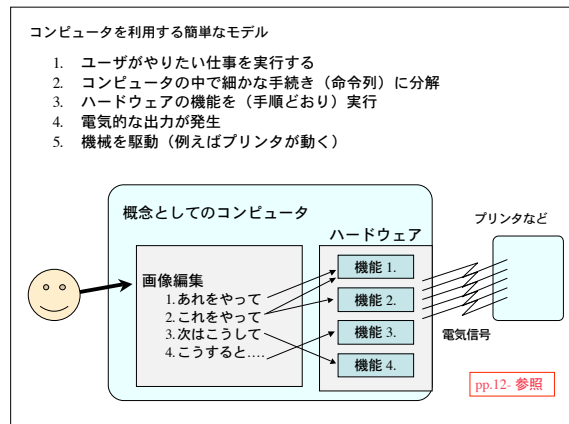 コンピュータを利用する簡単なモデル
1. ユーザがやりたい仕事を実行する
2. コンピュータの中で細かな手続き（命令列）に分解
3. ハードウェアの機能を（手順どおり）実行
4. 電気的な出力が発生
5. 機械を駆動（例えばプリンタが動く）
概念としてのコンピュータ
ハードウェア
プリンタなど
画像編集
1.あれをやって
2.これをやって
3.次はこうして
4.こうすると….
機能 1.
機能 2.
機能 3.
機能 4.
電気信号
pp.12- 参照